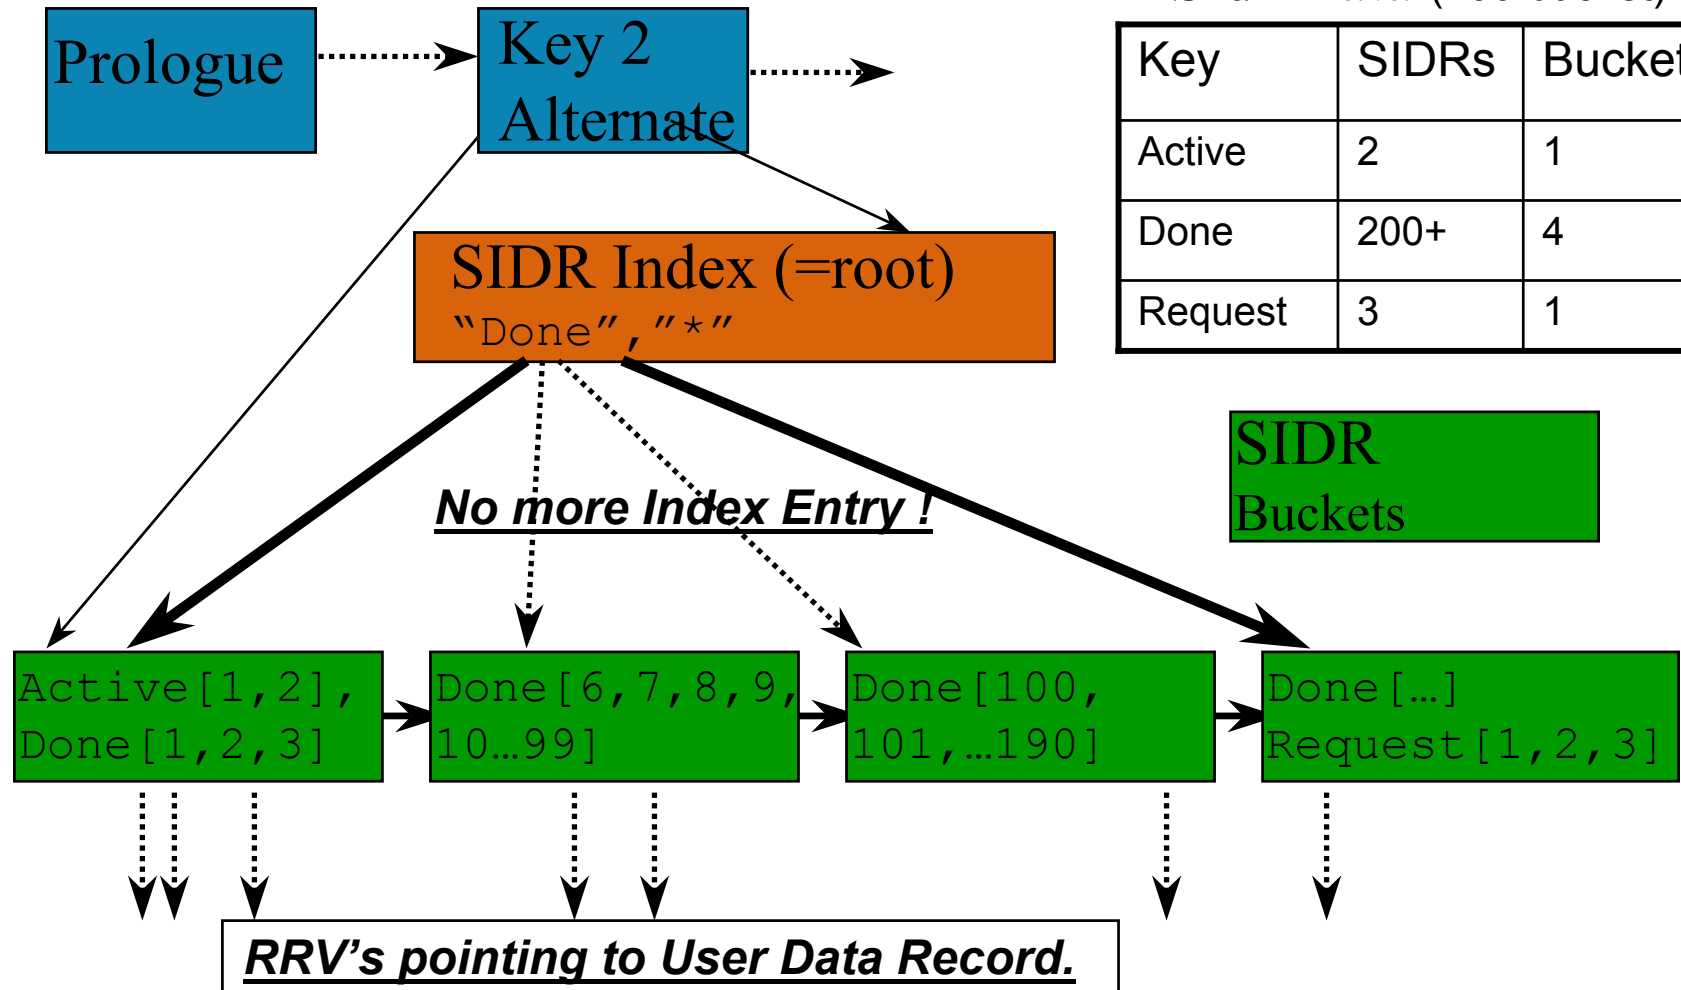 Prologue
Key 2
Alternate
Key SIDRs
Active 2 1
Done 200+ 4
Request 3 1
SIDR Index (=root)
“Done”,”*”
SIDR
Buckets
No more Index Entry !
Active[1,2],
Done[1,2,3]
Done[6,7,8,9,
10…99]
Done[100,
101,…190]
Done[…]
Request[1,2,3]
RRV’s pointing to User Data Record.